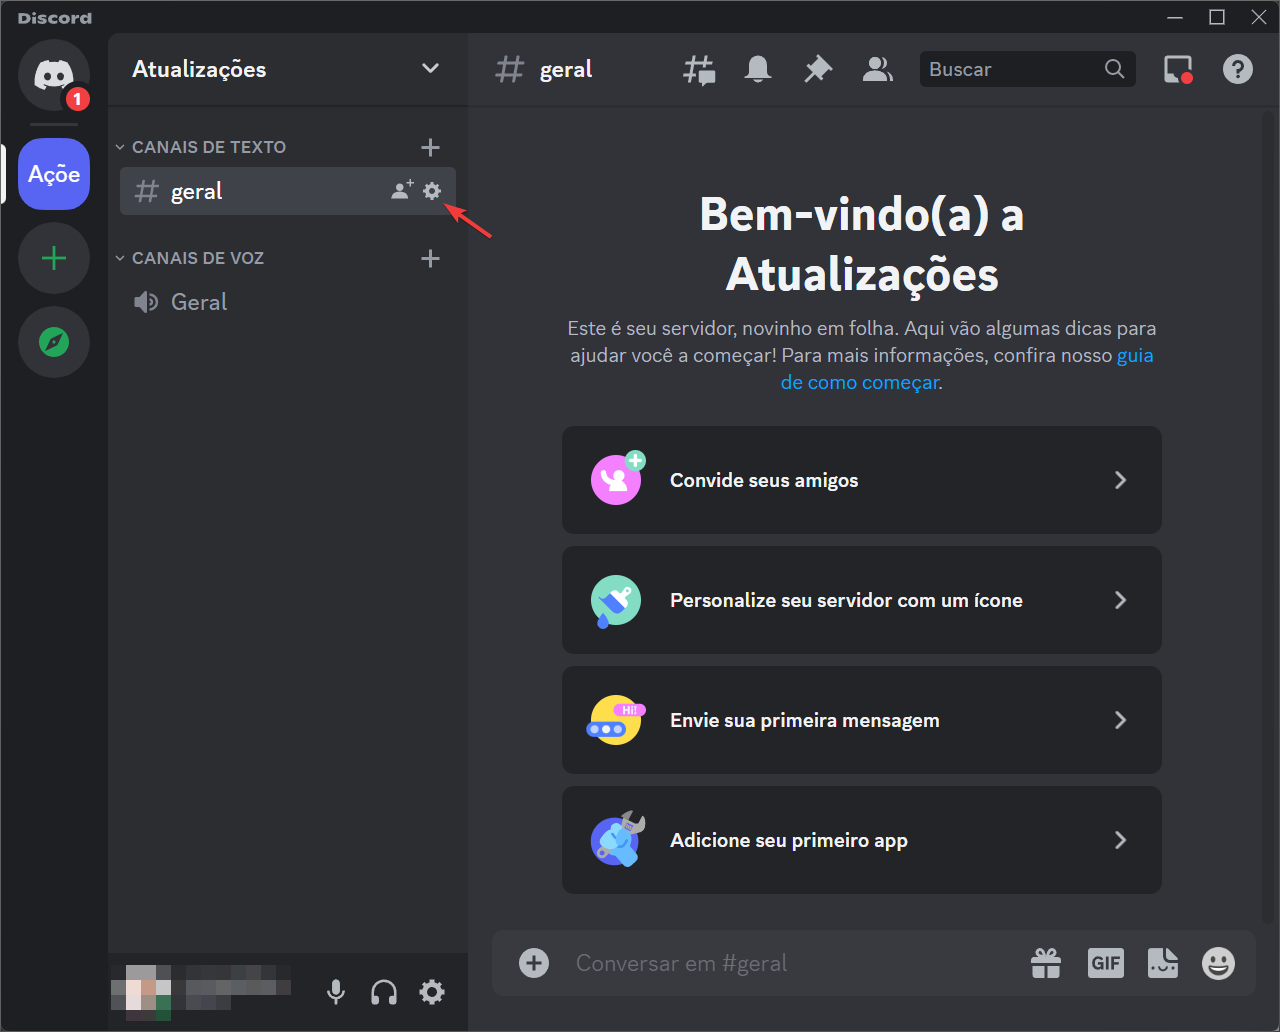 Discord
1
Açõe
Atualizações
CANAIS DE TEXTO
geral
CANAIS DE VOZ
Geral
geral
Buscar
Bem-vindo(a) a
Atualizações
Este é seu servidor, novinho em folha. Aqui vão algumas dicas para
ajudar você a começar! Para mais informações, confira nosso guia
de como começar.
Convide seus amigos
Personalize seu servidor com um ícone
Hi!
Envie sua primeira mensagem
Adicione seu primeiro app
Conversar em #geral
GIF